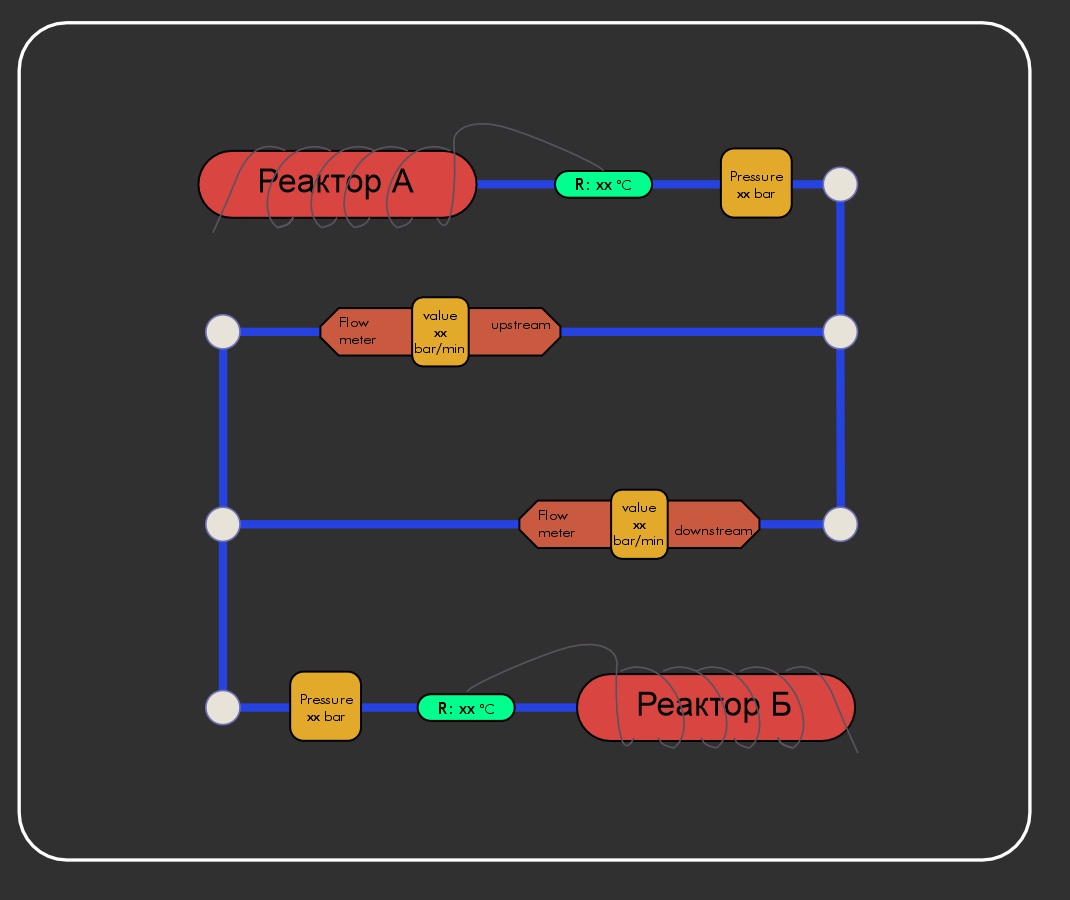 Реактор А
R: xx °C
Pressure
xx bar
Flow
meter
value
xx
bar/min
upstream
Flow
meter
value
xx
bar/min
downstream
Pressure
xx bar
R: xx °C
Реактор Б